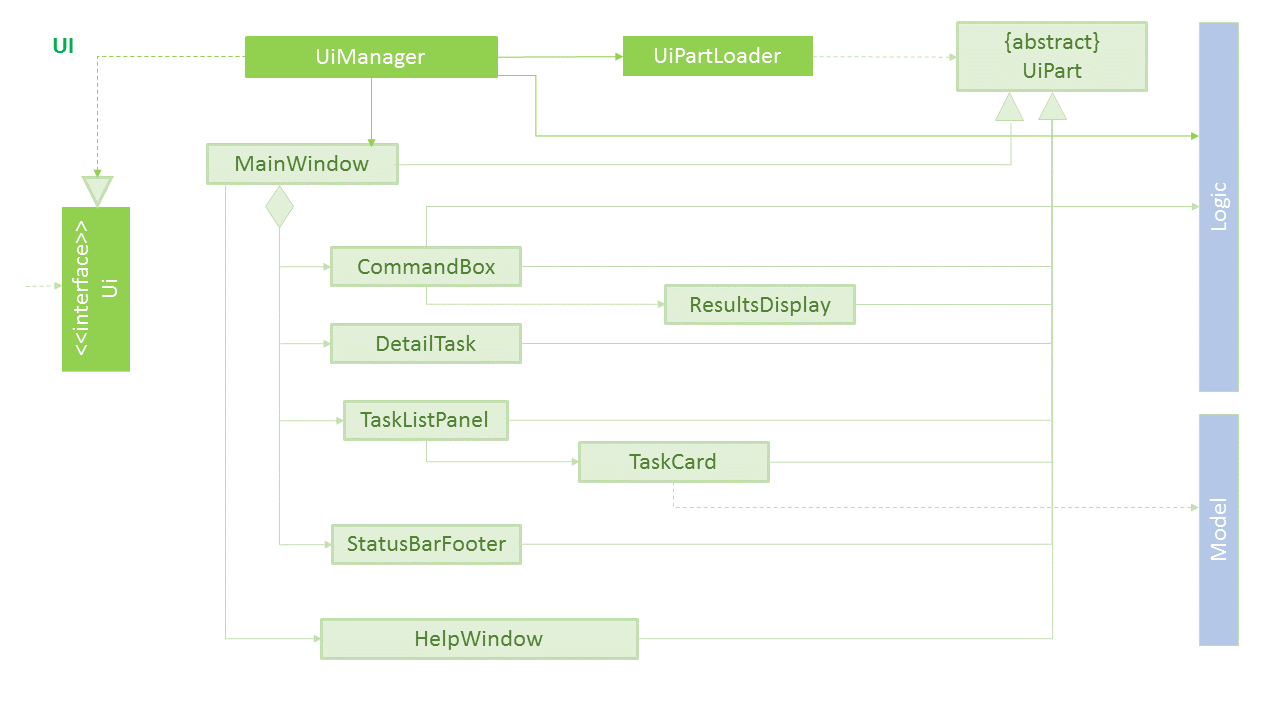 UI
UiManager
UiPartLoader
{abstract}
UiPart
MainWindow
Logic
<<interface>>
Ui
CommandBox
ResultsDisplay
DetailTask
TaskListPanel
TaskCard
Model
StatusBarFooter
HelpWindow